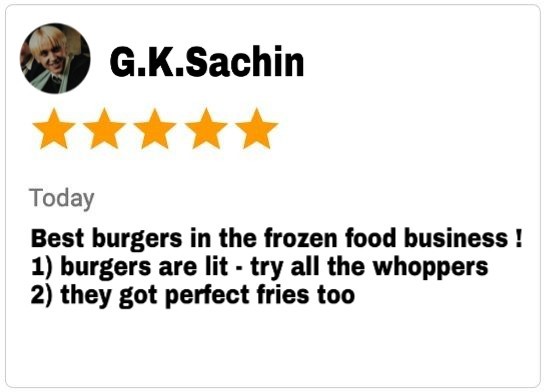 G.K.Sachin
Today
Best burgers in the frozen food business !
1) burgers are lit - try all the whoppers
2) they got perfect fries too